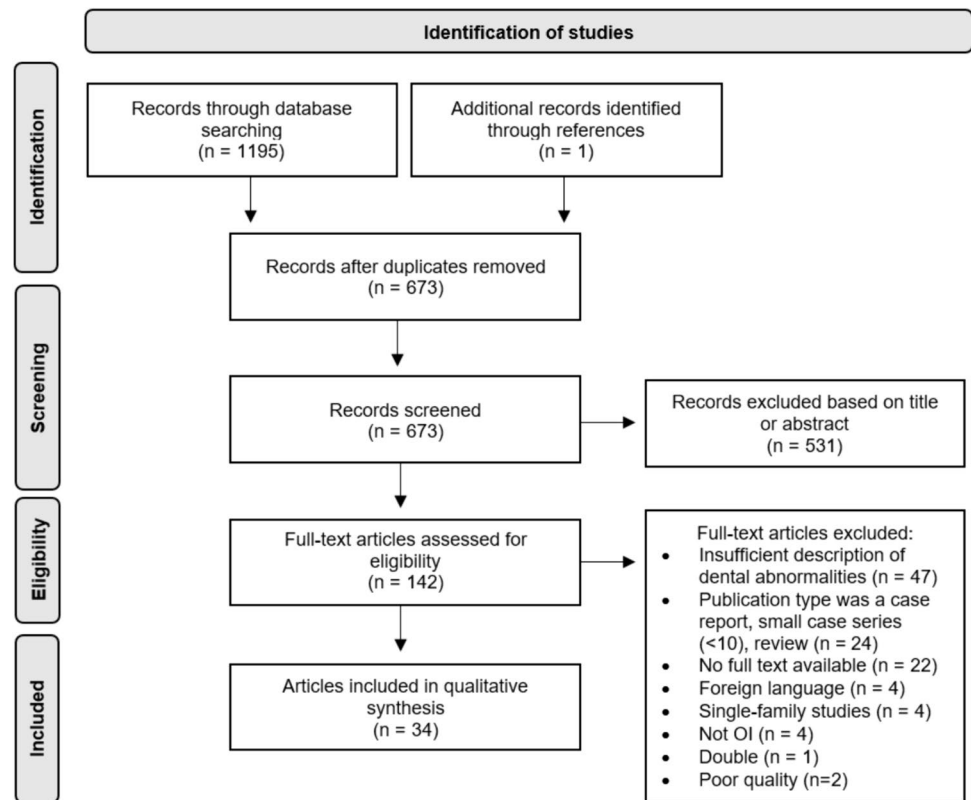 Identification of studies
Identification
Records through database
searching
(n = 1195)
Additional records identified
through references
(n = 1)
Records after duplicates removed
(n = 673)
Screening
Records screened
(n = 673)
Records excluded based on title
or abstract
(n = 531)
Eligibility
Full-text articles assessed for
eligibility
(n = 142)
Full-text articles excluded:
• Insufficient description of
dental abnormalities (n = 47)
• Publication type was a case
report, small case series
(<10), review (n = 24)
• No full text available (n = 22)
• Foreign language (n = 4)
• Single-family studies (n = 4)
• Not OI (n = 4)
• Double (n = 1)
• Poor quality (n=2)
Included
Articles included in qualitative
synthesis
(n = 34)